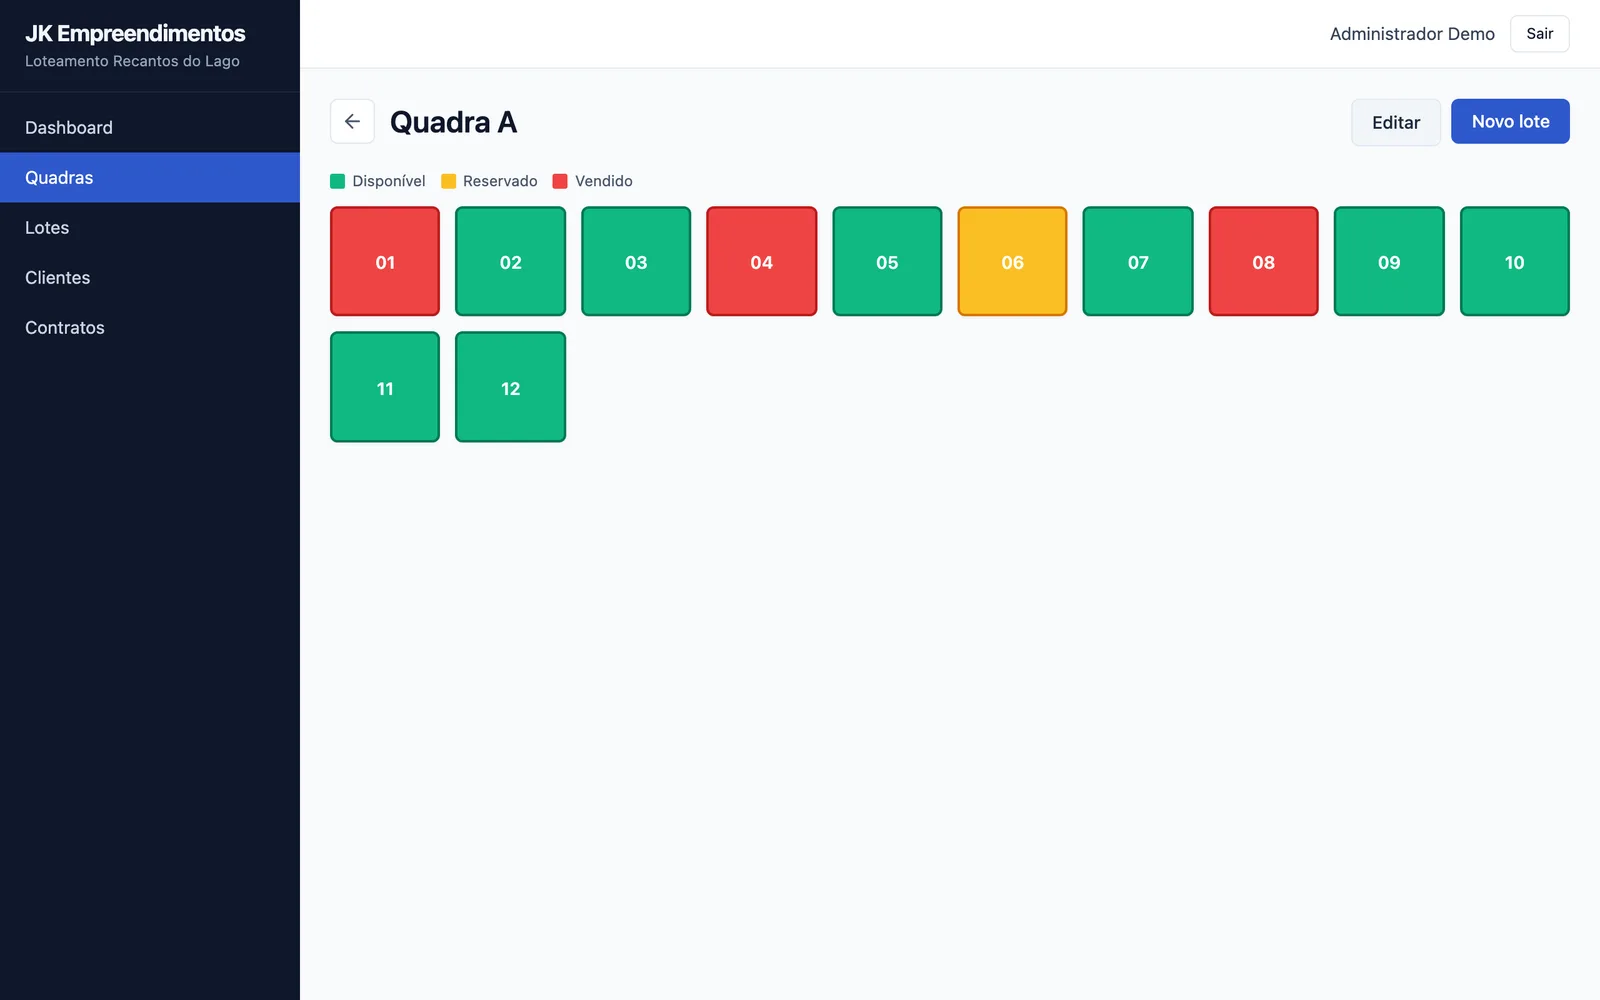 JK Empreendimentos
Loteamento Recantos do Lago
Dashboard
Quadras
Lotes
Clientes
Contratos
Administrador Demo
Sair
Quadra A
Editar
Novo lote
Disponível
Reservado
Vendido
01
02
03
04
05
06
07
08
09
10
11
12